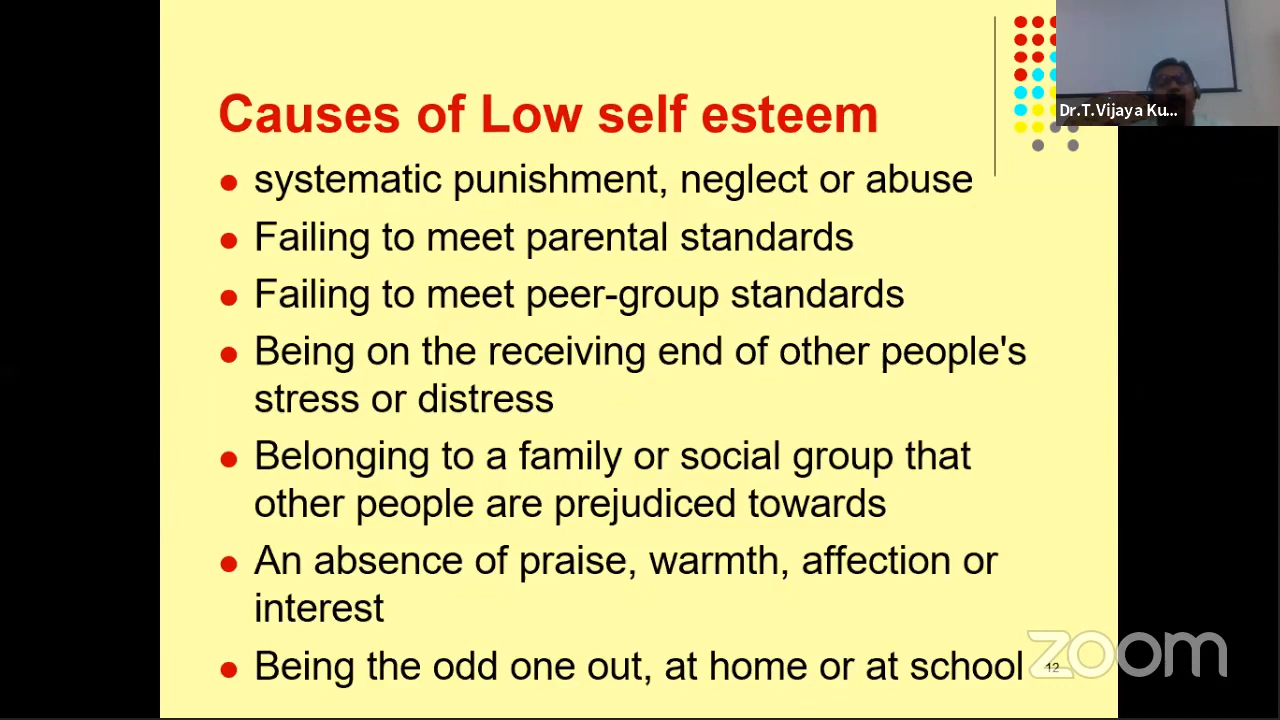 Causes of Low self esteem
Dr.T.Vijaya Ku...
systematic punishment, neglect or abuse
Failing to meet parental standards
Failing to meet peer-group standards
Being on the receiving end of other people's
stress or distress
Belonging to a family or social group that
other people are prejudiced towards
An absence of praise, warmth, affection or
interest
Being the odd one out, at home or at school
12
zoom